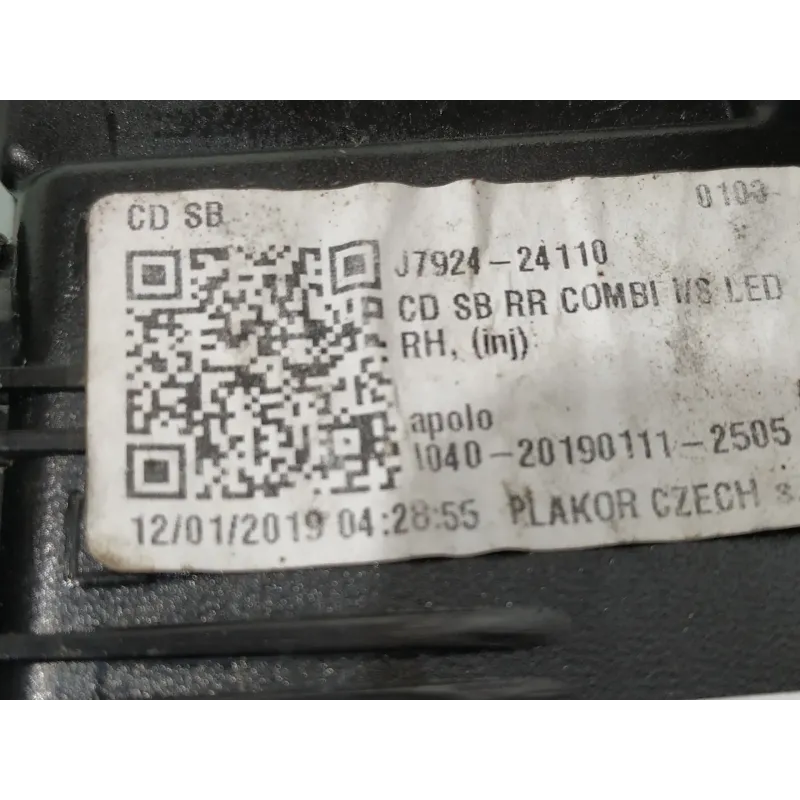 CD SB
0103-
J7924-24110
CD SB RR COMBI I/S LED
RH, (inj)
apolo
1040-20190111-2505
12/01/2019 04:28:55 PLAKOR CZECH s.